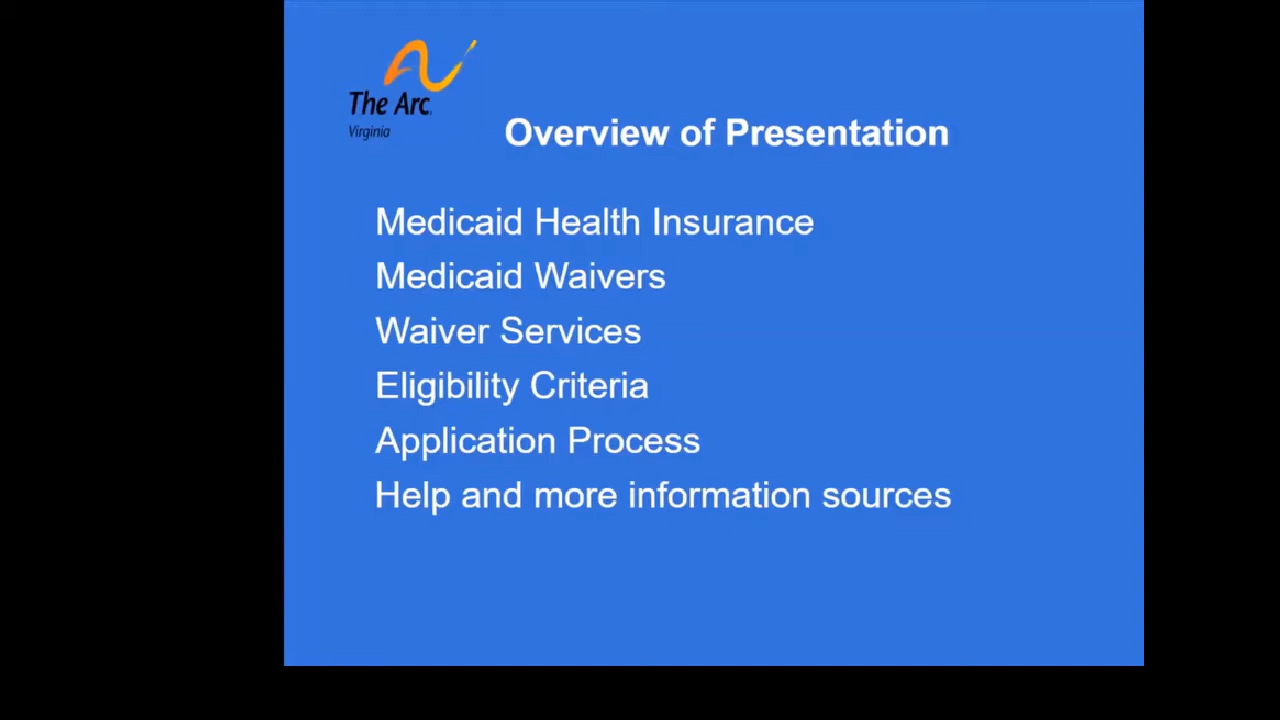 The Arc
Virginia
Overview of Presentation
Medicaid Health Insurance
Medicaid Waivers
Waiver Services
Eligibility Criteria
Application Process
Help and more information sources